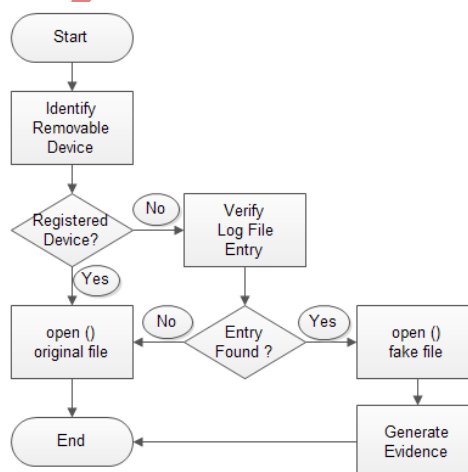 Start
Identify
Removable
Device
Registered
Device?
No
Verify
Log File
Entry
Yes
open ()
original file
No
Entry
Found ?
Yes
open ()
fake file
End
Generate
Evidence